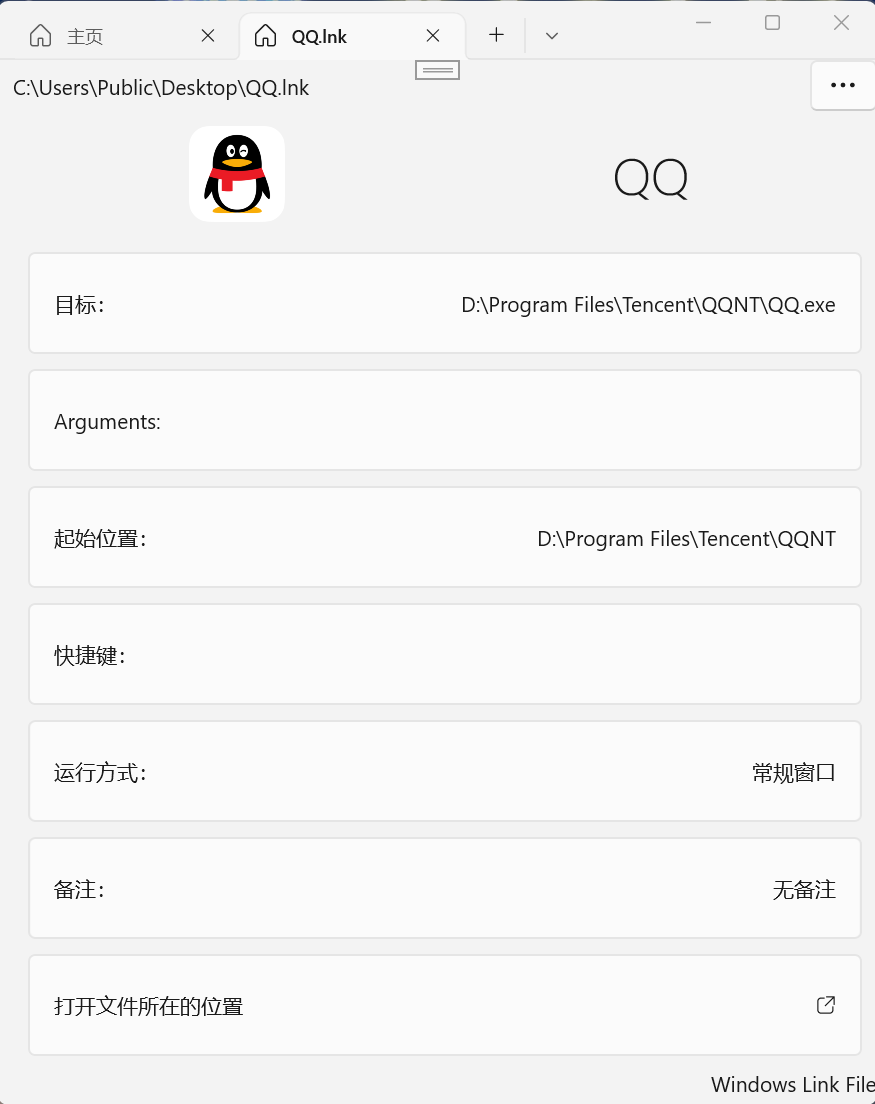 主页
QQ.lnk
C:\Users\Public\Desktop\QQ.lnk
QQ
目标： D:\Program Files\Tencent\QQNT\QQ.exe
Arguments:
起始位置： D:\Program Files\Tencent\QQNT
快捷键：
运行方式： 常规窗口
备注： 无备注
打开文件所在的位置
Windows Link File